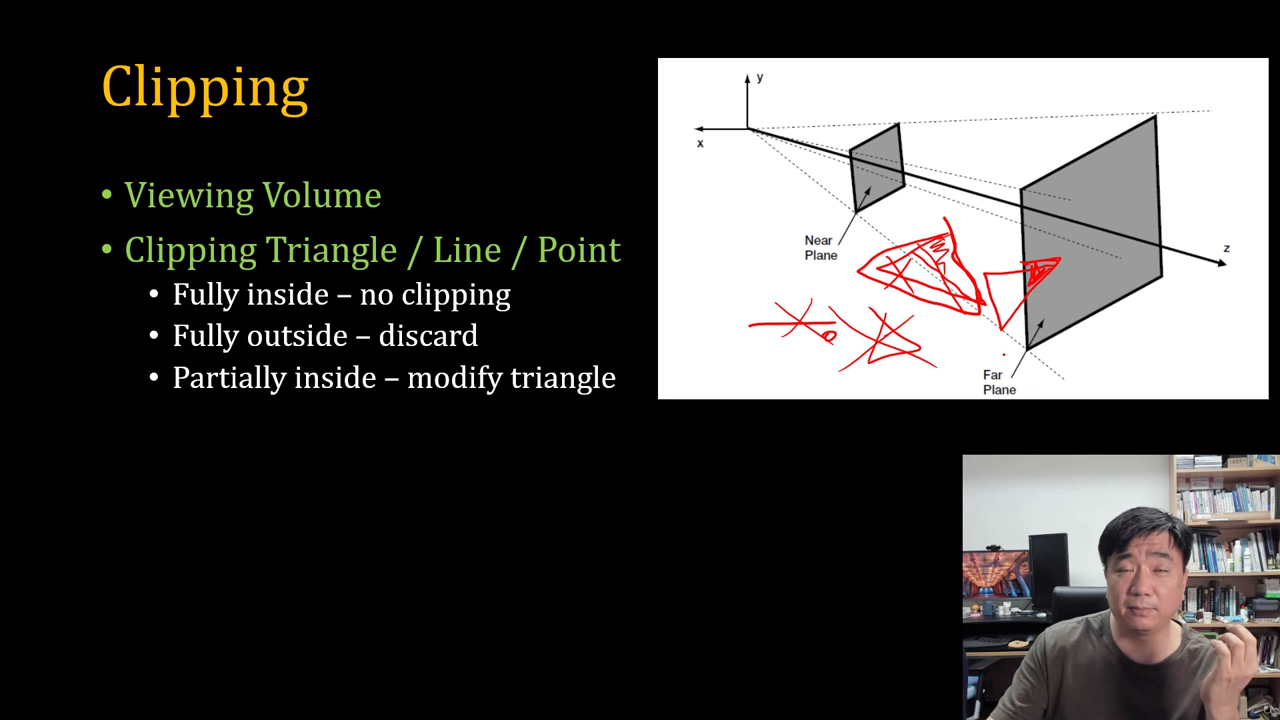 Clipping
• Viewing Volume
• Clipping Triangle / Line / Point
• Fully inside – no clipping
• Fully outside – discard
• Partially inside – modify triangle
y
x
z
Near
Plane
Far
Plane